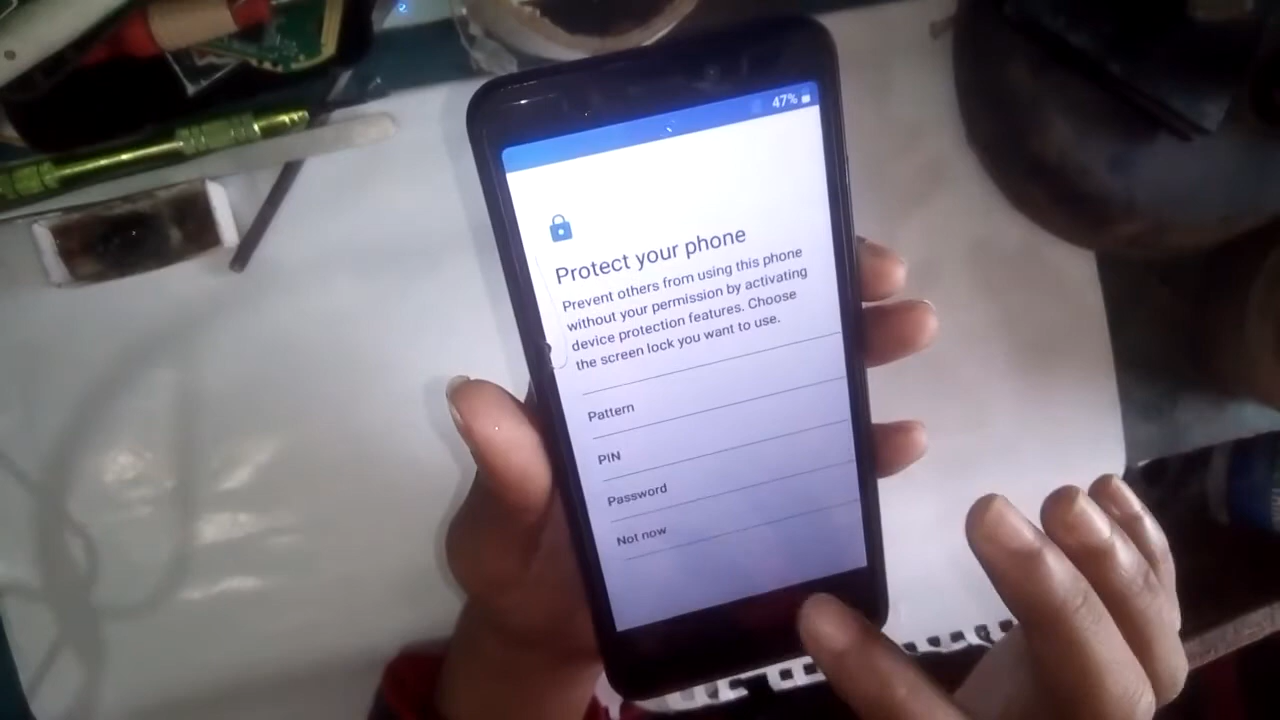 47%
Protect your phone
Prevent others from using this phone
without your permission by activating
device protection features. Choose
the screen lock you want to use.
Pattern
PIN
Password
Not now